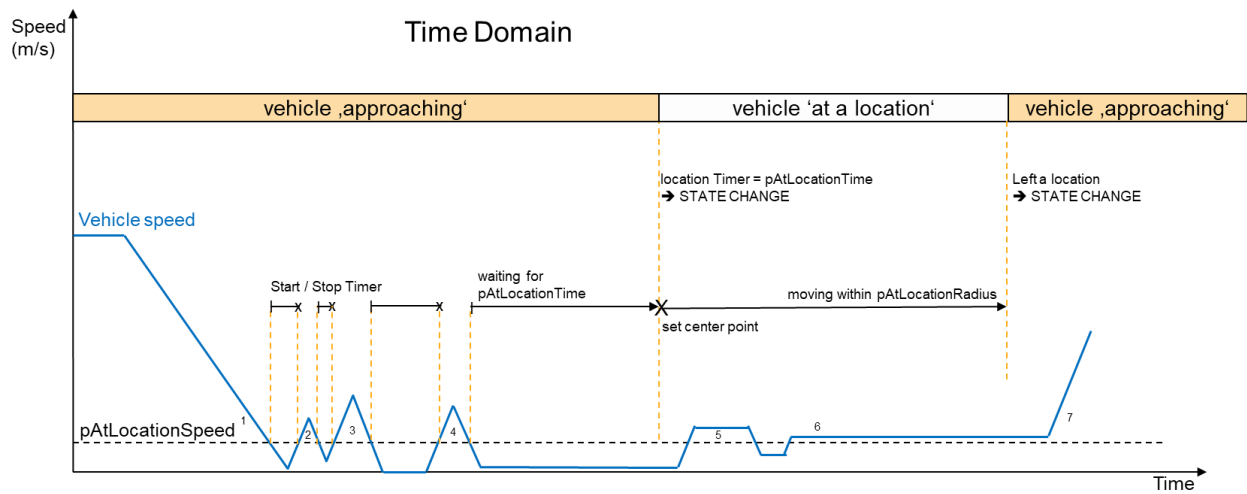 Speed
(m/s)
Time Domain
vehicle ‚approaching‘
vehicle ‘at a location‘
vehicle ‚approaching‘
location Timer = pAtLocationTime
➔ STATE CHANGE
Left a location
➔ STATE CHANGE
Vehicle speed
Start / Stop Timer
waiting for
pAtLocationTime
moving within pAtLocationRadius
set center point
pAtLocationSpeed
1
2
3
4
5
6
7
Time